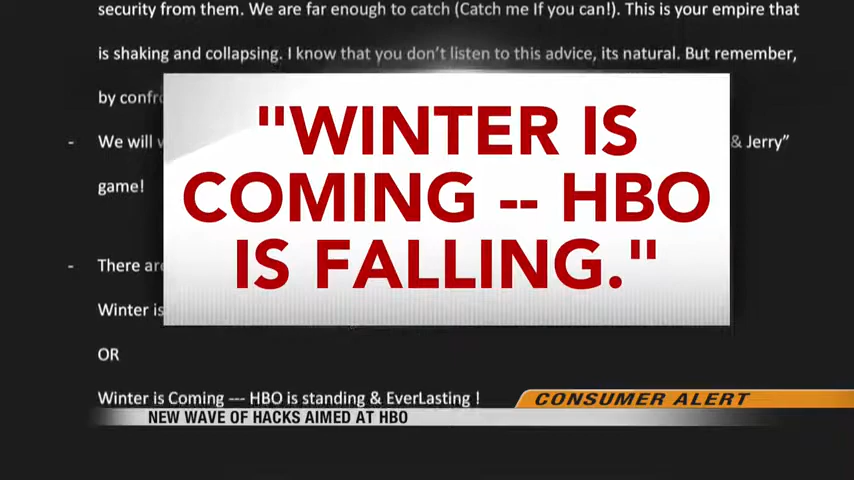 security from them. We are far enough to catch (Catch me If you can!). This is your empire that
is shaking and collapsing. I know that you don't listen to this advice, its natural. But remember,
by confr
- We will & Jerry"
game!
"WINTER IS
COMING -- HBO
IS FALLING."
- There are
Winter is
OR
Winter is Coming --- HBO is standing & EverLasting !
CONSUMER ALERT
NEW WAVE OF HACKS AIMED AT HBO